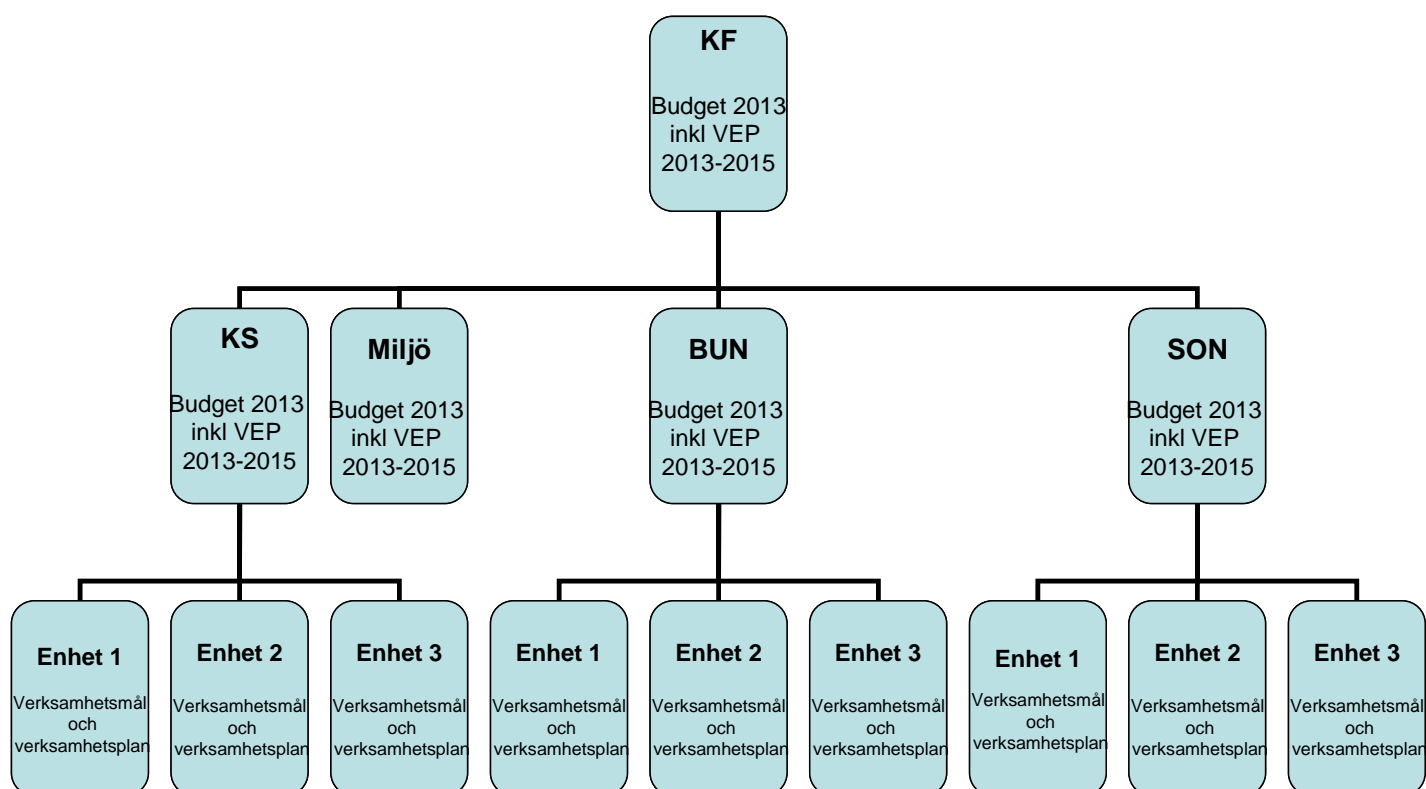 KF
Budget 2013
inkl VEP
2013-2015
KS
Budget 2013
inkl VEP
2013-2015
Miljö
Budget 2013
inkl VEP
2013-2015
BUN
Budget 2013
inkl VEP
2013-2015
SON
Budget 2013
inkl VEP
2013-2015
Enhet 1
Verksamhetsmål
och
verksamhetsplan
Enhet 2
Verksamhetsmål
och
verksamhetsplan
Enhet 3
Verksamhetsmål
och
verksamhetsplan
Enhet 1
Verksamhetsmål
och
verksamhetsplan
Enhet 2
Verksamhetsmål
och
verksamhetsplan
Enhet 3
Verksamhetsmål
och
verksamhetsplan
Enhet 1
Verksamhetsmål
och
verksamhetsplan
Enhet 2
Verksamhetsmål
och
verksamhetsplan
Enhet 3
Verksamhetsmål
och
verksamhetsplan